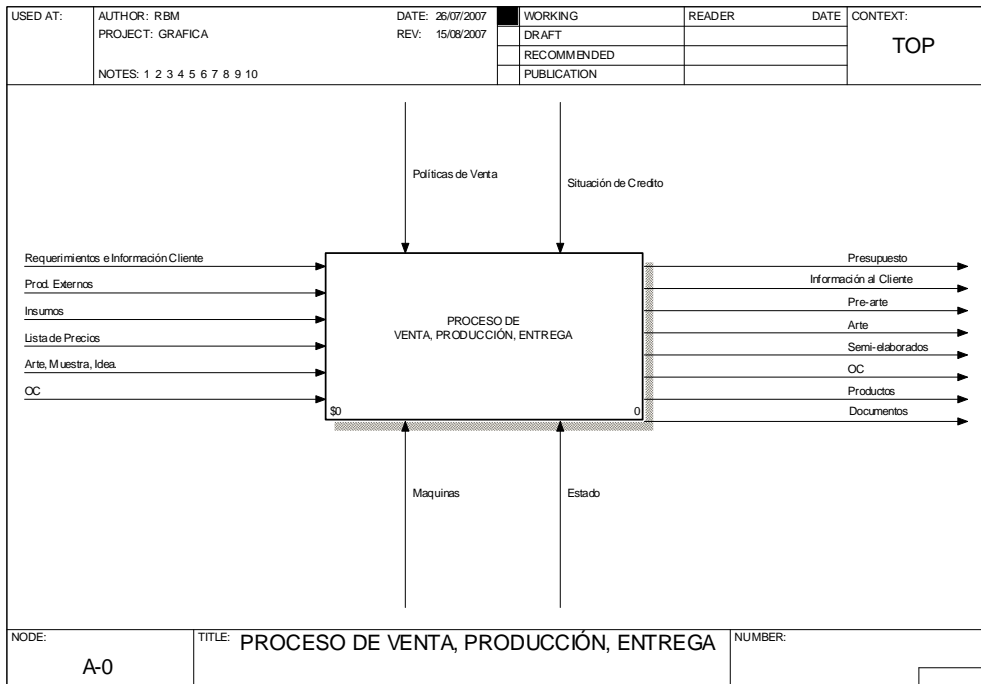 USED AT:
AUTHOR: RBM
DATE: 26/07/2007
PROJECT: GRAFICA
REV: 15/08/2007
NOTES: 1 2 3 4 5 6 7 8 9 10
WORKING
DRAFT
RECOMMENDED
PUBLICATION
READER DATE
CONTEXT:
TOP
Políticas de Venta
Situación de Credito
Requerimientos e Información Cliente
Prod. Externos
Insumos
Lista de Precios
Arte, Muestra, Idea.
OC
PROCESO DE
VENTA, PRODUCCIÓN, ENTREGA
$0 0
Presupuesto
Información al Cliente
Pre-arte
Arte
Semi-elaborados
OC
Productos
Documentos
Maquinas
Estado
NODE:
A-0
TITLE: PROCESO DE VENTA, PRODUCCIÓN, ENTREGA
NUMBER: